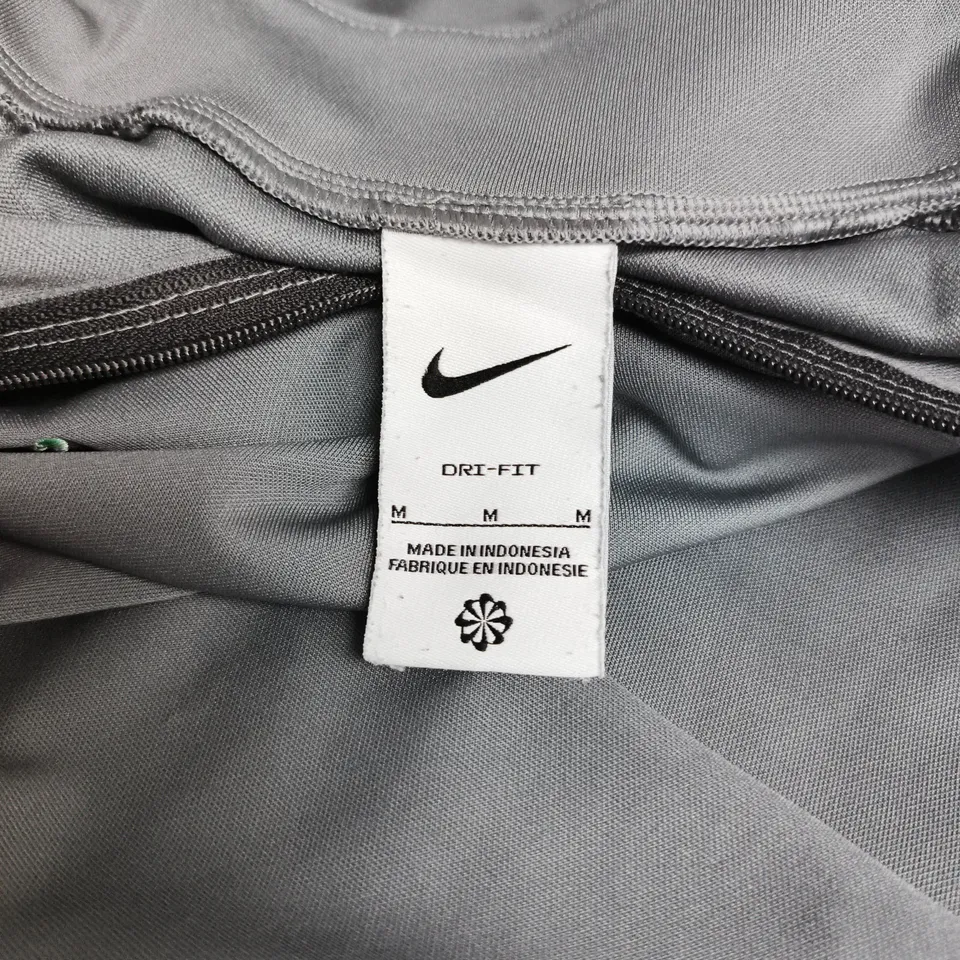 DRI-FIT
M M M
MADE IN INDONESIA
FABRIQUE EN INDONESIE